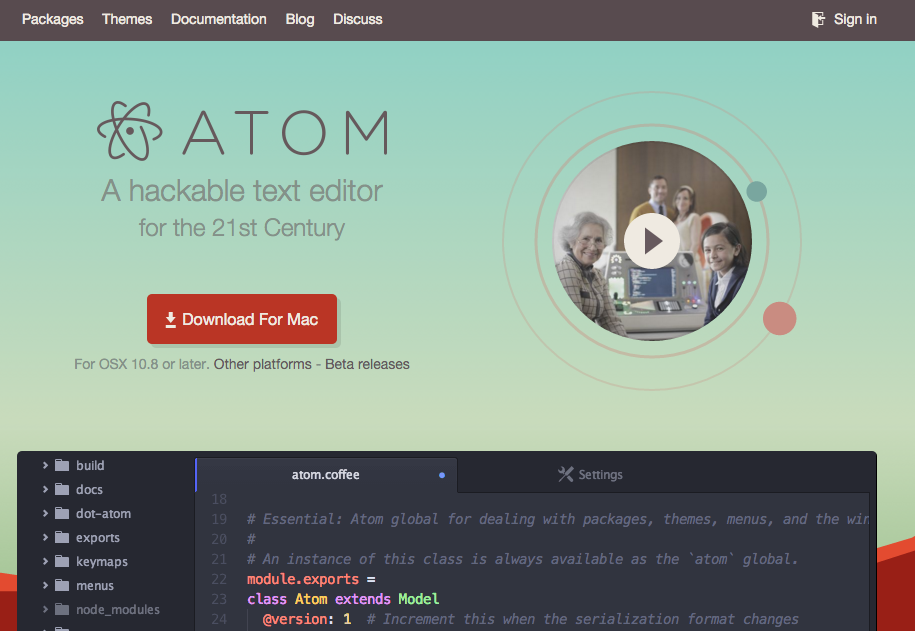 Packages Themes Documentation Blog Discuss Sign in
ATOM
A hackable text editor
for the 21st Century
Download For Mac
For OSX 10.8 or later. Other platforms - Beta releases
build
docs
dot-atom
exports
keymaps
menus
node_modules
atom.coffee Settings
18
19 # Essential: Atom global for dealing with packages, themes, menus, and the win
20 #
21 # An instance of this class is always available as the `atom` global.
22 module.exports =
23 class Atom extends Model
24 @version: 1 # Increment this when the serialization format changes